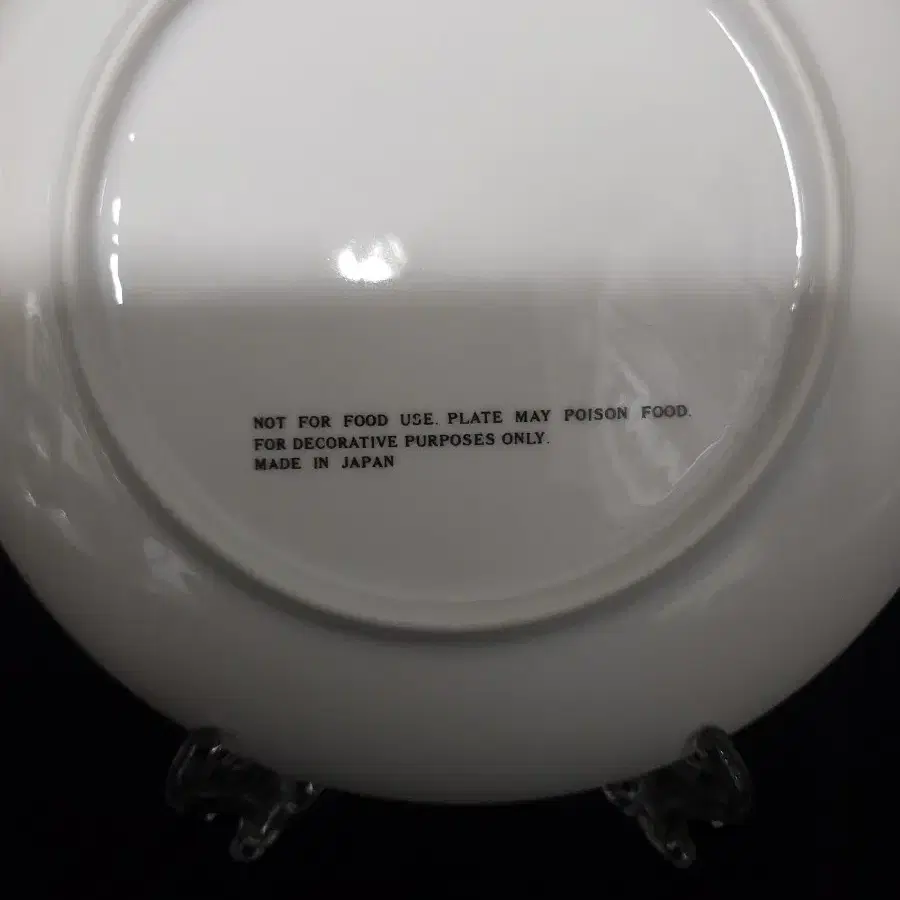 NOT FOR FOOD USE. PLATE MAY POISON FOOD.
FOR DECORATIVE PURPOSES ONLY.
MADE IN JAPAN